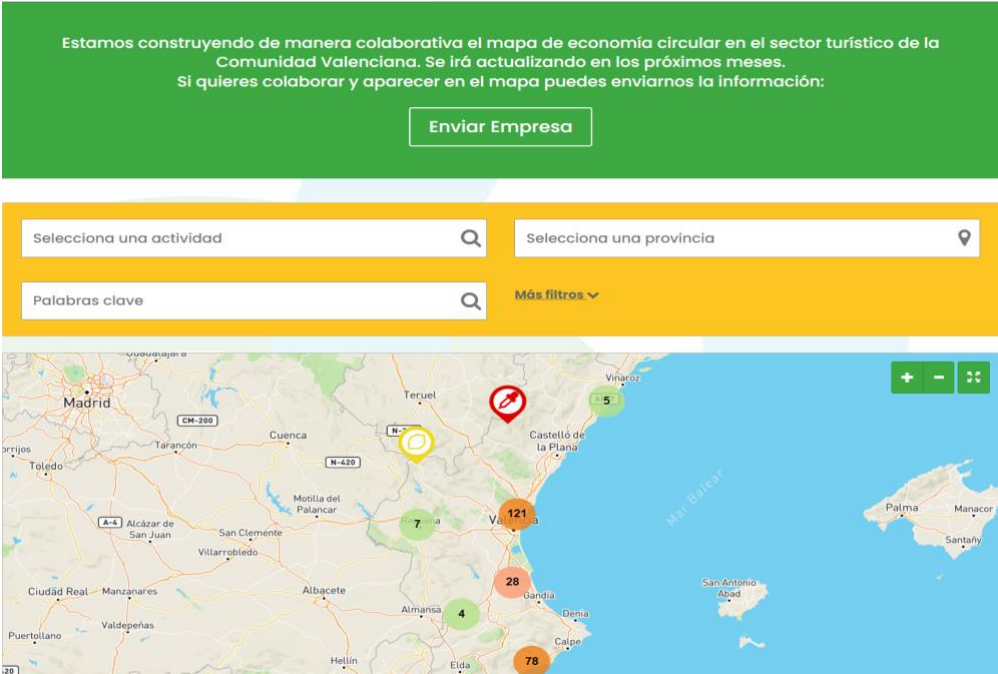 Estamos construyendo de manera colaborativa el mapa de economía circular en el sector turístico de la
Comunidad Valenciana. Se irá actualizando en los próximos meses.
Si quieres colaborar y aparecer en el mapa puedes enviarnos la información:
Enviar Empresa
Selecciona una actividad
Selecciona una provincia
Palabras clave
Más filtros
Guadalajara
Madrid
Teruel
Vinaroz
5
CM-200
Cuenca
Tarancón
Castelló de
la Plana
Toledo
N-420
Mar Balear
Motilla del
Palancar
Palma
Manacor
A-4
Alcázar de
San Juan
San Clemente
7
121
Santañy
Villarrobledo
28
Ciudad Real
Manzanares
Albacete
Gandia
San Antonio
Abad
Almansa
4
Denia
Valdepeñas
Puertollano
Calpe
Hellín
Elda
78